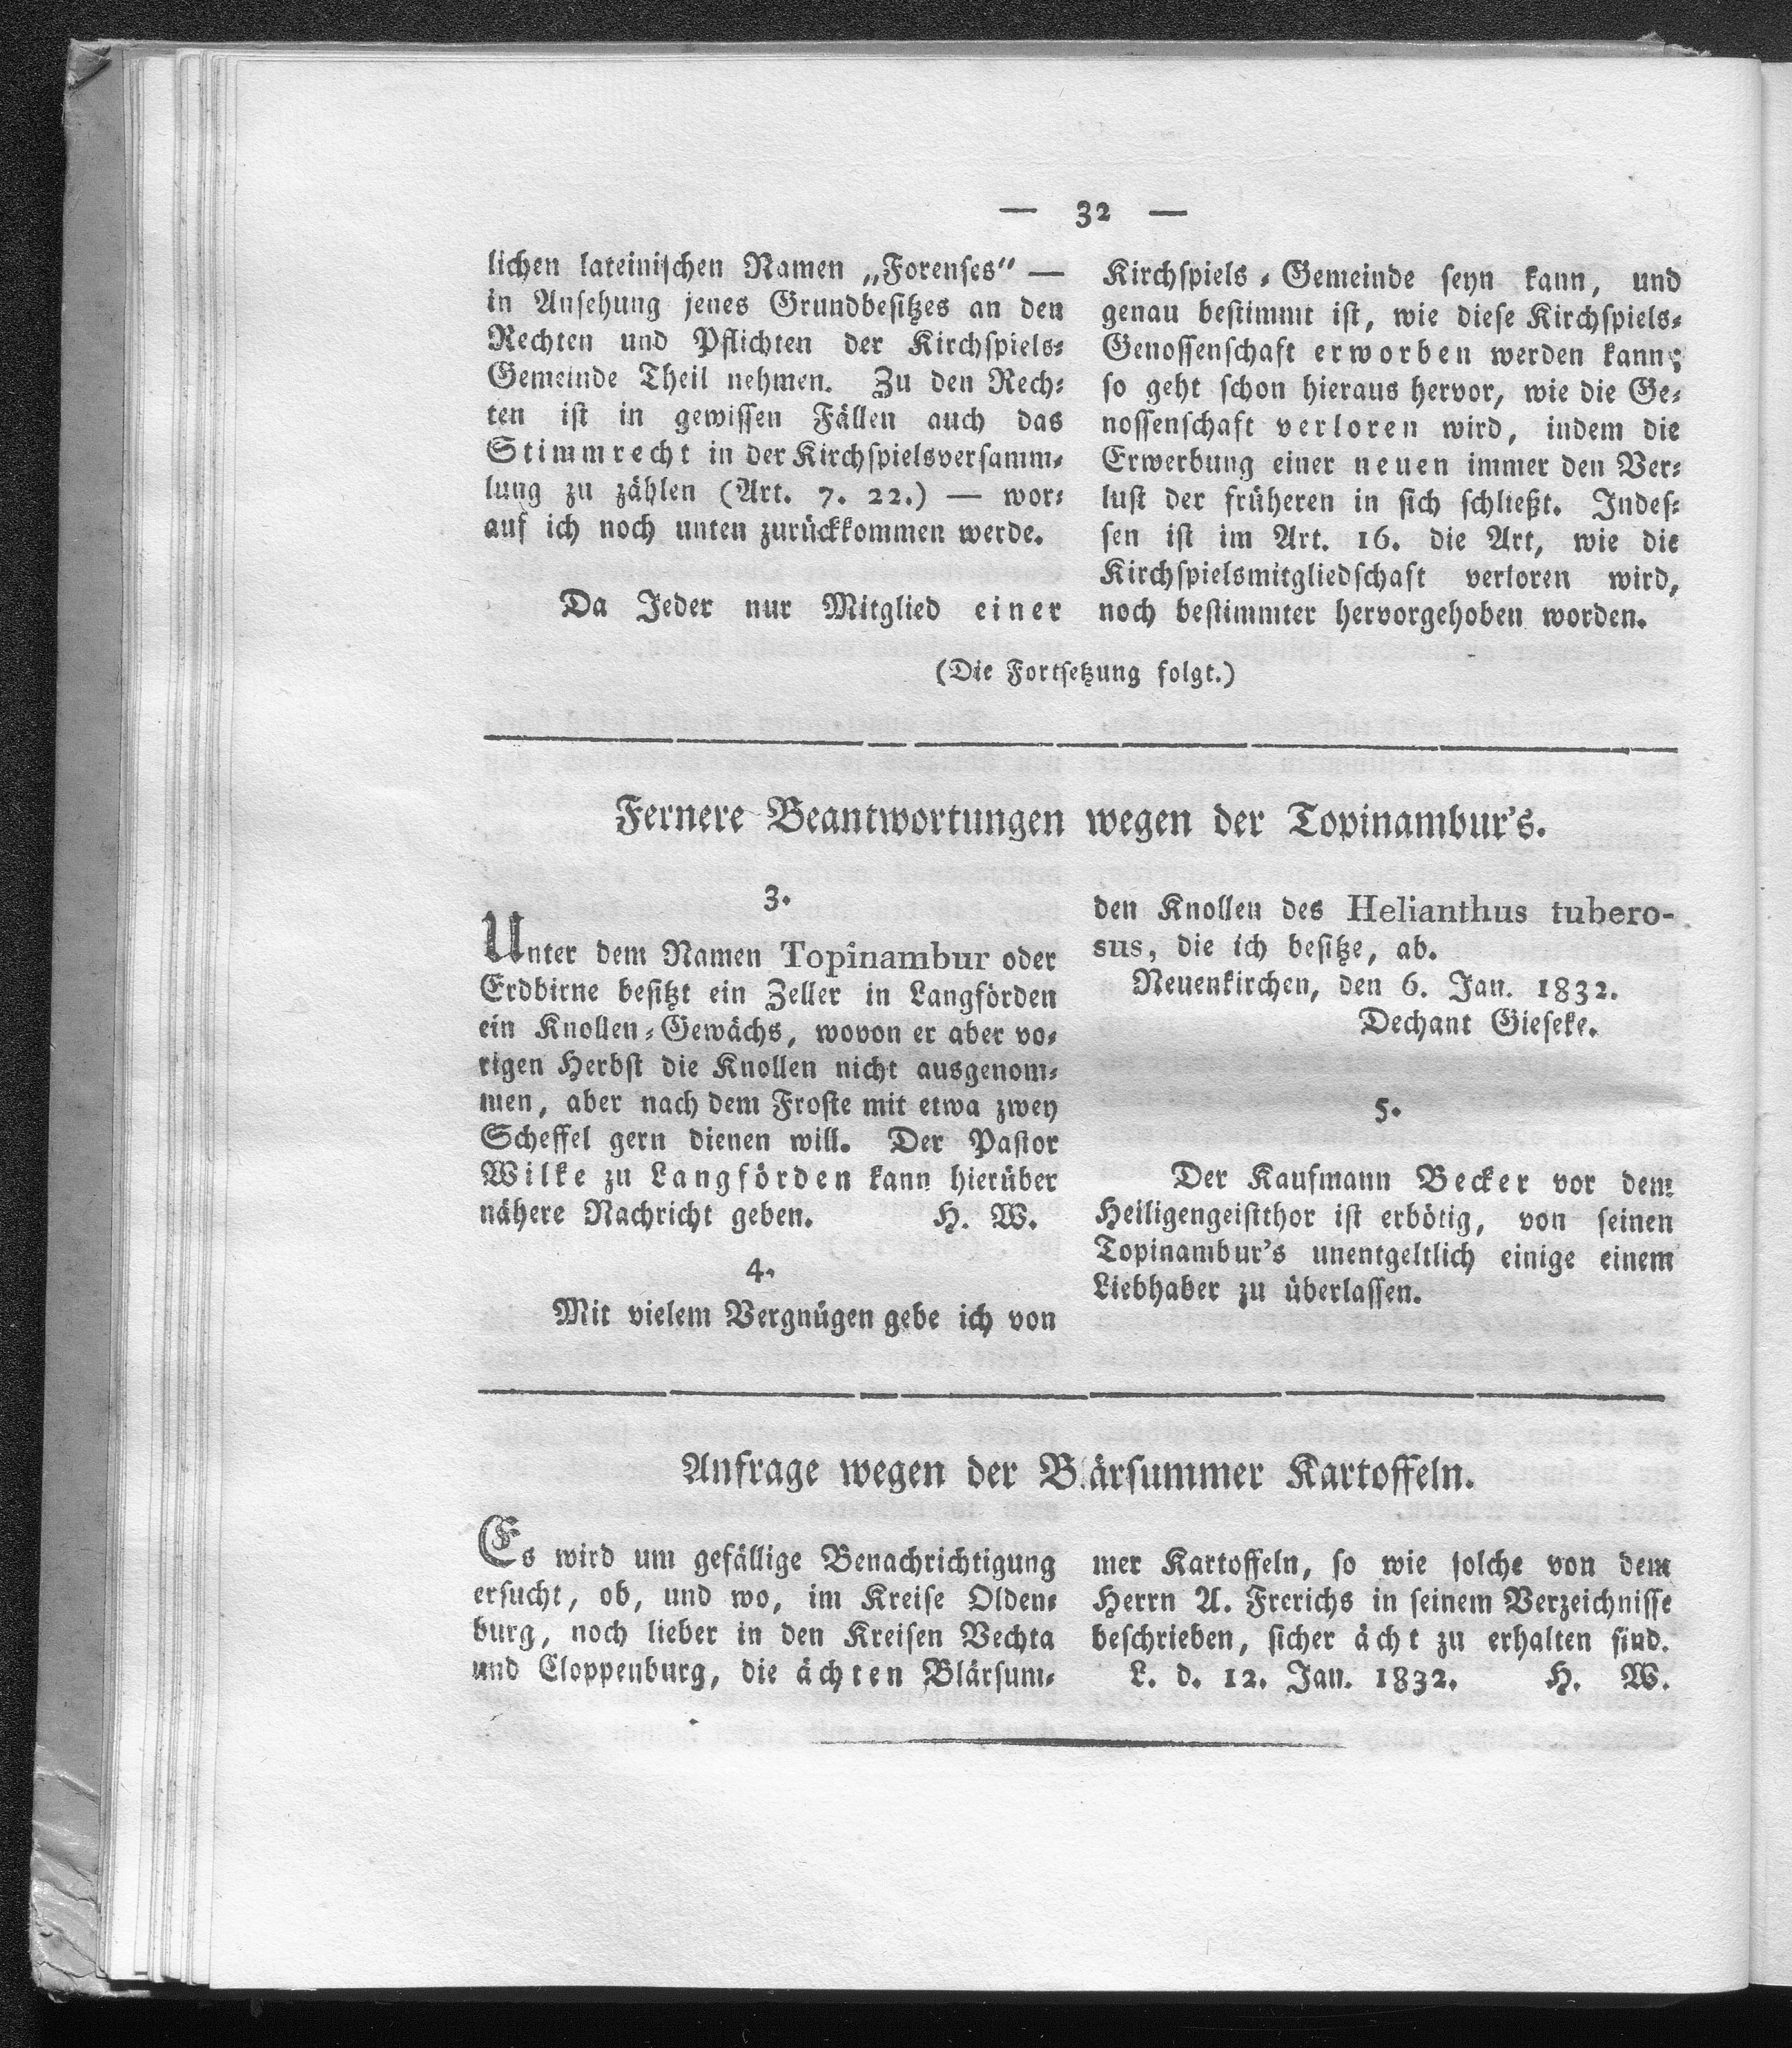 — 32 —
lichen lateinischen Namen „Forenses“ —
in Ansehung jenes Grundbesitzes an den
Rechten und Pflichten der Kirchspiels-
Gemeinde Theil nehmen. Zu den Rech-
ten ist in gewissen Fällen auch das
Stimmrecht in der Kirchspielsversamm-
lung zu zählen (Art. 7. 22.) — wor-
auf ich noch unten zurückkommen werde.
Da Jeder nur Mitglied einer
Kirchspiels-Gemeinde seyn kann, und
genau bestimmt ist, wie diese Kirchspiels-
Genossenschaft erworben werden kann;
so geht schon hieraus hervor, wie die Ge-
nossenschaft verloren wird, indem die
Erwerbung einer neuen immer den Ver-
lust der früheren in sich schließt. Indes-
sen ist im Art. 16. die Art, wie die
Kirchspielsmitgliedschaft verloren wird,
noch bestimmter hervorgehoben worden.
(Die Fortsetzung folgt.)
Fernere Beantwortungen wegen der Topinambur's.
3.
Unter dem Namen Topinambur oder
Erdbirne besitzt ein Zeller in Langförden
ein Knollen-Gewächs, wovon er aber vo-
rigen Herbst die Knollen nicht ausgenom-
men, aber nach dem Froste mit etwa zwey
Scheffel gern dienen will. Der Pastor
Wilke zu Langförden kann hierüber
nähere Nachricht geben. H. W.
4.
Mit vielem Vergnügen gebe ich von
den Knollen des Helianthus tubero-
sus, die ich besitze, ab.
Neuenkirchen, den 6. Jan. 1832.
Dechant Gieseke.
5.
Der Kaufmann Becker vor dem
Heiligengeistthor ist erbötig, von seinen
Topinambur's unentgeltlich einige einem
Liebhaber zu überlassen.
Anfrage wegen der Blärsummer Kartoffeln.
Es wird um gefällige Benachrichtigung
ersucht, ob, und wo, im Kreise Olden-
burg, noch lieber in den Kreisen Vechta
und Cloppenburg, die ächten Blärsum-
mer Kartoffeln, so wie solche von dem
Herrn A. Frerichs in seinem Verzeichnisse
beschrieben, sicher ächt zu erhalten sind.
L. d. 12. Jan. 1832. H. W.